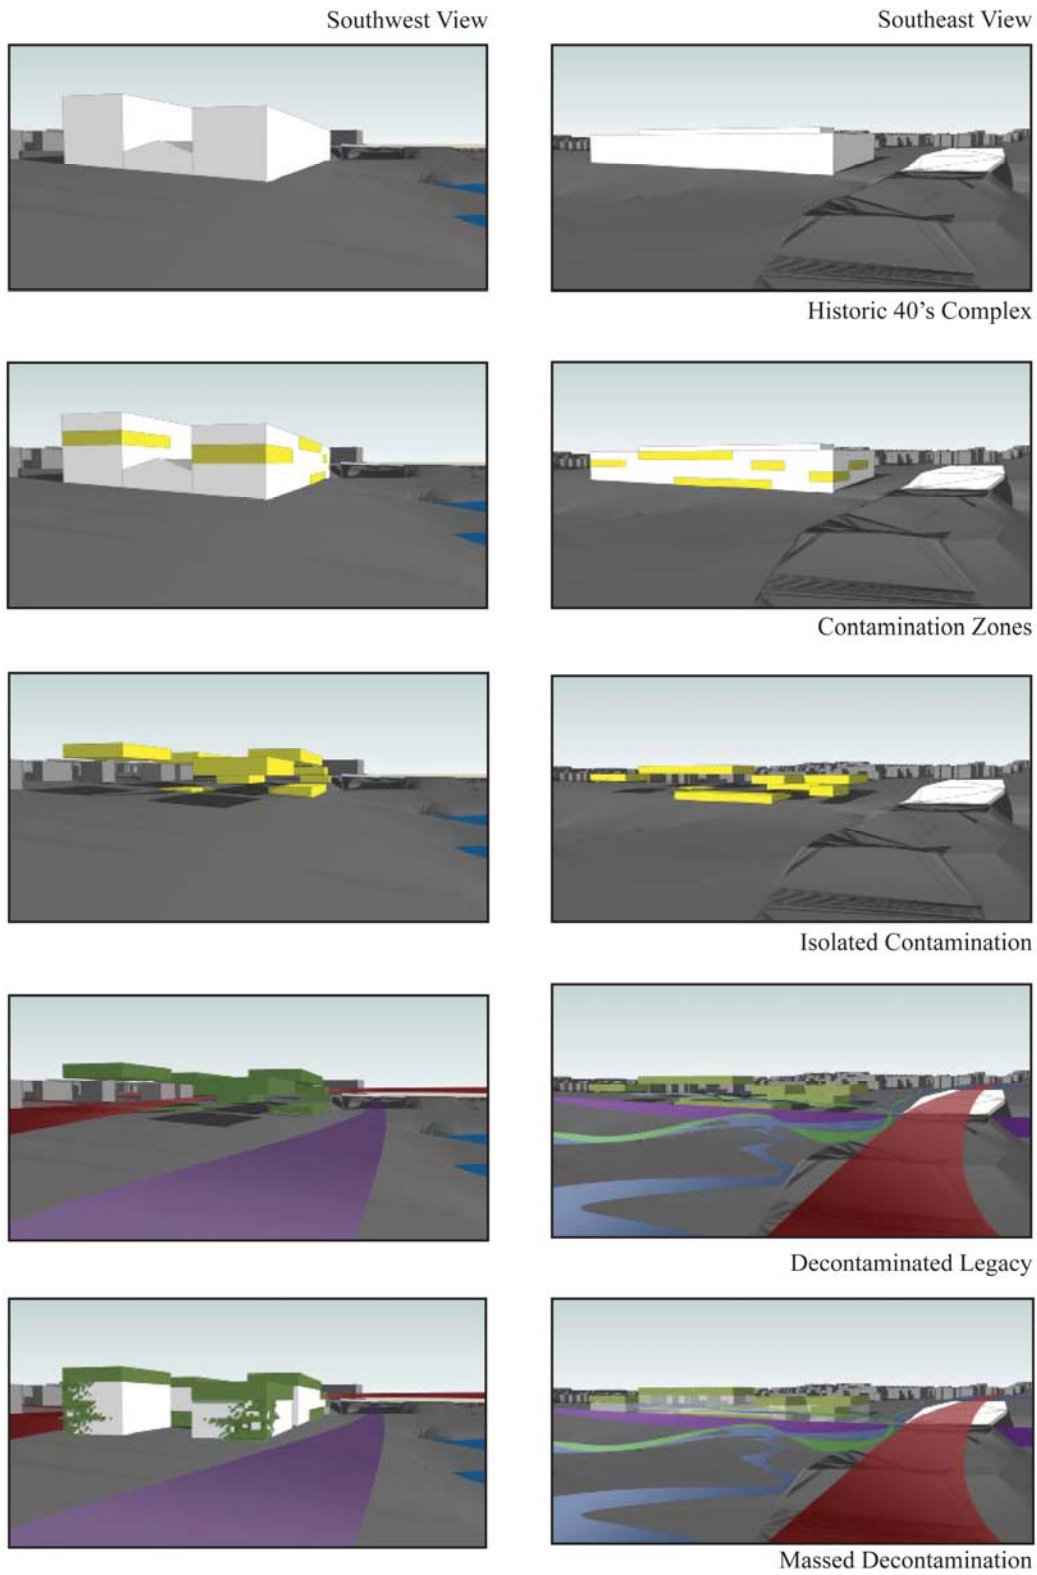 Southwest View
Southeast View
Historic 40's Complex
Contamination Zones
Isolated Contamination
Decontaminated Legacy
Massed Decontamination